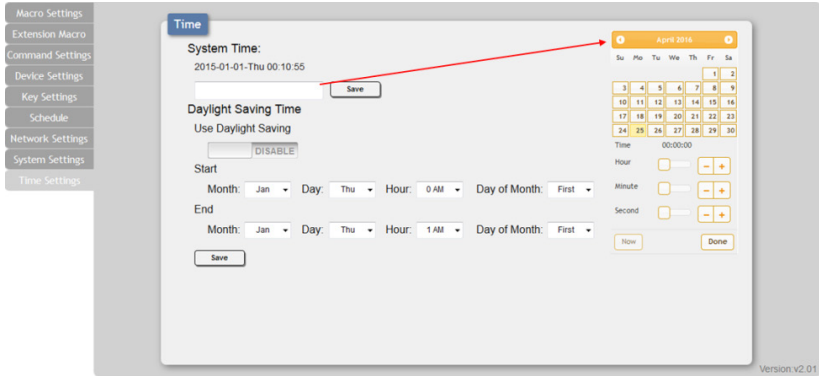 Macro Settings
Extension Macro
Command Settings
Device Settings
Key Settings
Schedule
Network Settings
System Settings
Time Settings
Time
System Time:
2015-01-01-Thu 00:10:55
Save
Daylight Saving Time
Use Daylight Saving
DISABLE
Start
Month: Jan Day: Thu Hour: 0 AM Day of Month: First
End
Month: Jan Day: Thu Hour: 1 AM Day of Month: First
Save
April 2016
Su Mo Tu We Th Fr Sa
1 2
3 4 5 6 7 8 9
10 11 12 13 14 15 16
17 18 19 20 21 22 23
24 25 26 27 28 29 30
Time 00:00:00
Hour - +
Minute - +
Second - +
Now Done
Version:v2.01